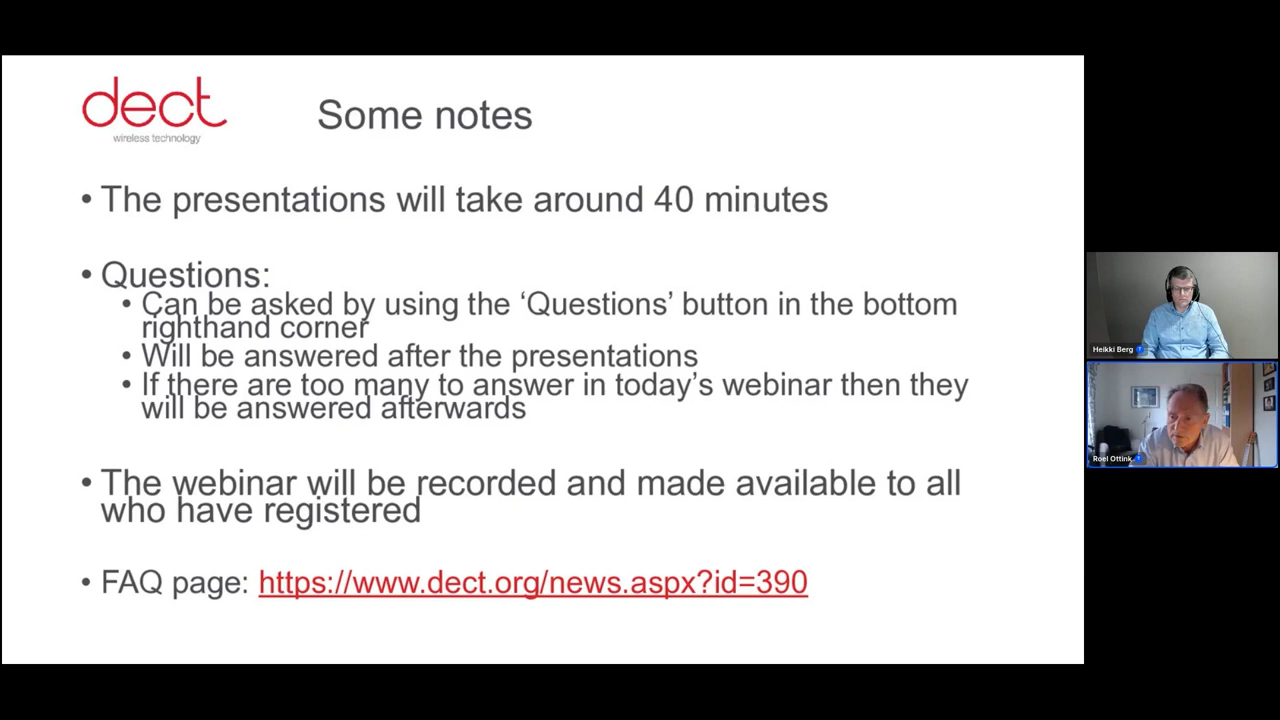 dect
wireless technology
Some notes
• The presentations will take around 40 minutes
• Questions:
• Can be asked by using the ‘Questions’ button in the bottom
righthand corner
• Will be answered after the presentations
• If there are too many to answer in today’s webinar then they
will be answered afterwards
• The webinar will be recorded and made available to all
who have registered
• FAQ page: https://www.dect.org/news.aspx?id=390
Heikki Berg
Roel Ottink